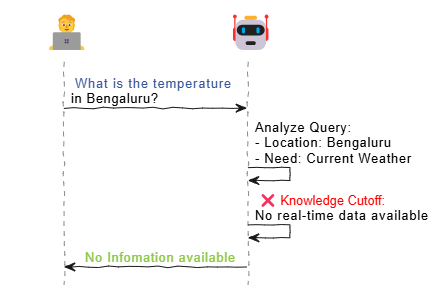 What is the temperature
in Bengaluru?
Analyze Query:
- Location: Bengaluru
- Need: Current Weather
❌ Knowledge Cutoff:
No real-time data available
No Infomation available